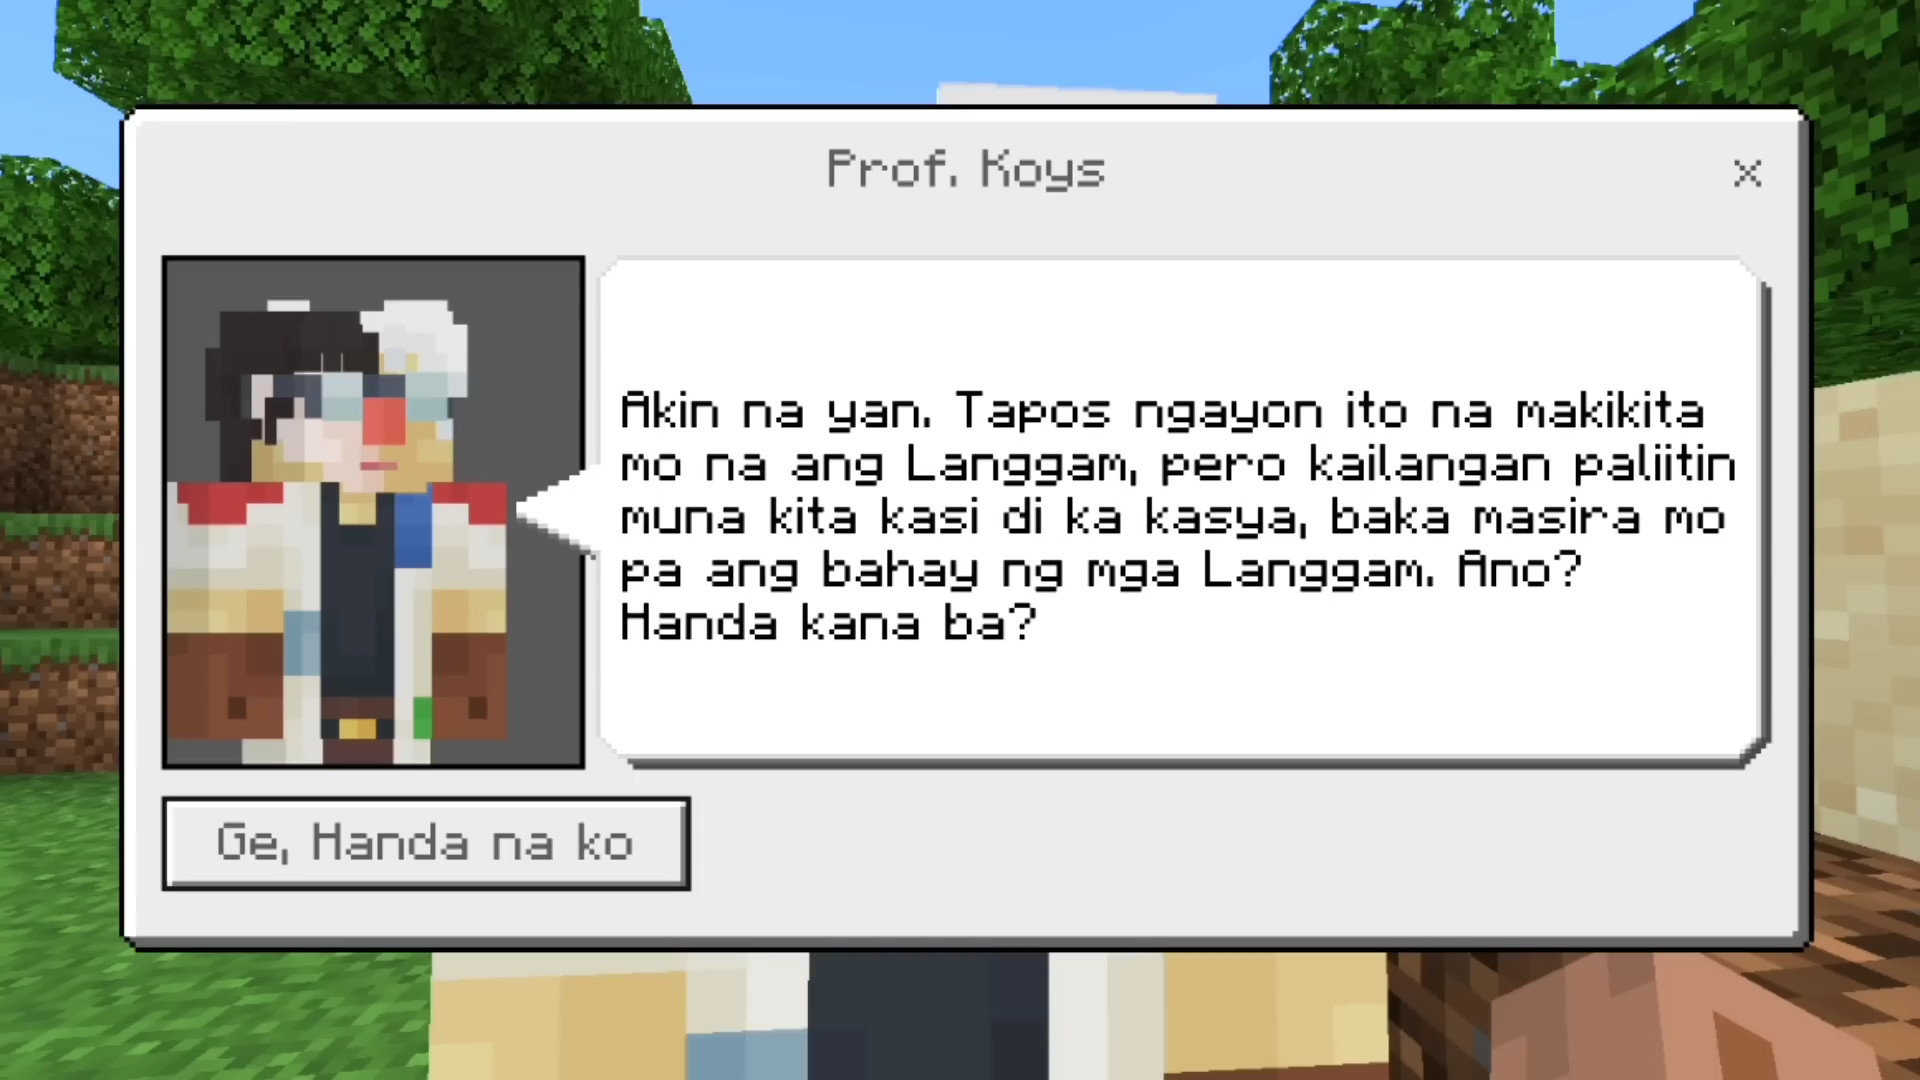 Prof. Koys
Akin na yan. Tapos ngayon ito na makikita
mo na ang Langgam, pero kailangan paliitin
muna kita kasi di ka kasya, baka masira mo
pa ang bahay ng mga Langgam. Ano?
Handa kana ba?
Ge, Handa na ko